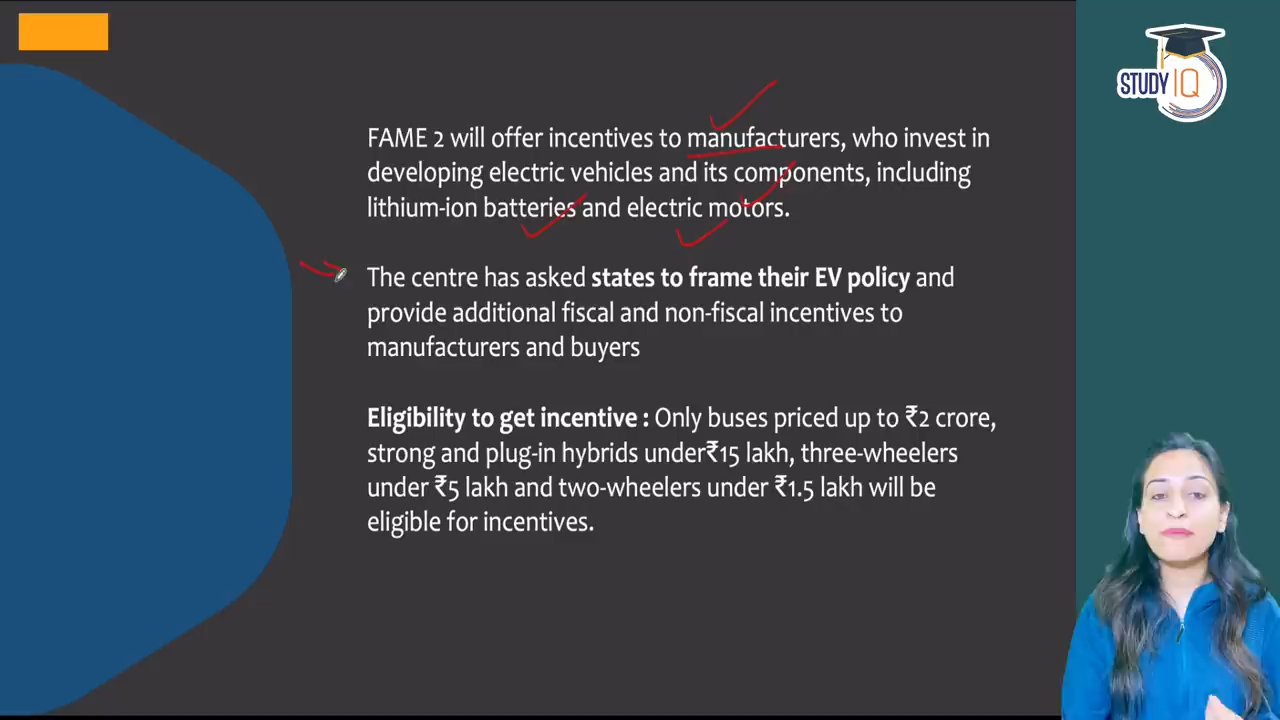 STUDY IQ
FAME 2 will offer incentives to manufacturers, who invest in
developing electric vehicles and its components, including
lithium-ion batteries and electric motors.
The centre has asked states to frame their EV policy and
provide additional fiscal and non-fiscal incentives to
manufacturers and buyers
Eligibility to get incentive : Only buses priced up to ₹2 crore,
strong and plug-in hybrids under₹15 lakh, three-wheelers
under ₹5 lakh and two-wheelers under ₹1.5 lakh will be
eligible for incentives.